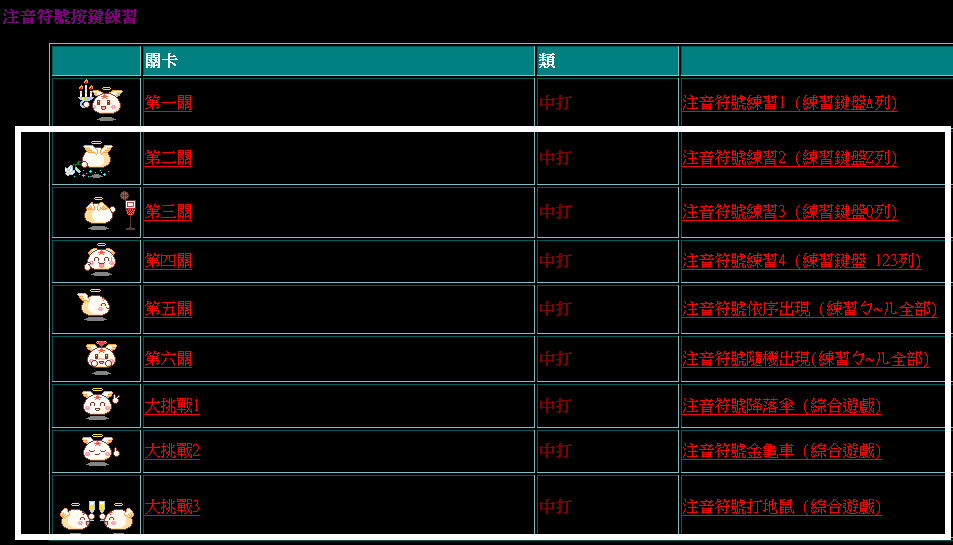 注音符號按鍵練習
關卡 類
第一關 中打 注音符號練習1 (練習鍵盤A列)
第二關 中打 注音符號練習2 (練習鍵盤Z列)
第三關 中打 注音符號練習3 (練習鍵盤Q列)
第四關 中打 注音符號練習4 (練習鍵盤 123列)
第五關 中打 注音符號依序出現 (練習ㄅ~ㄦ全部)
第六關 中打 注音符號隨機出現(練習ㄅ~ㄦ全部)
大挑戰1 中打 注音符號降落傘 (綜合遊戲)
大挑戰2 中打 注音符號金龜車 (綜合遊戲)
大挑戰3 中打 注音符號打地鼠 (綜合遊戲)